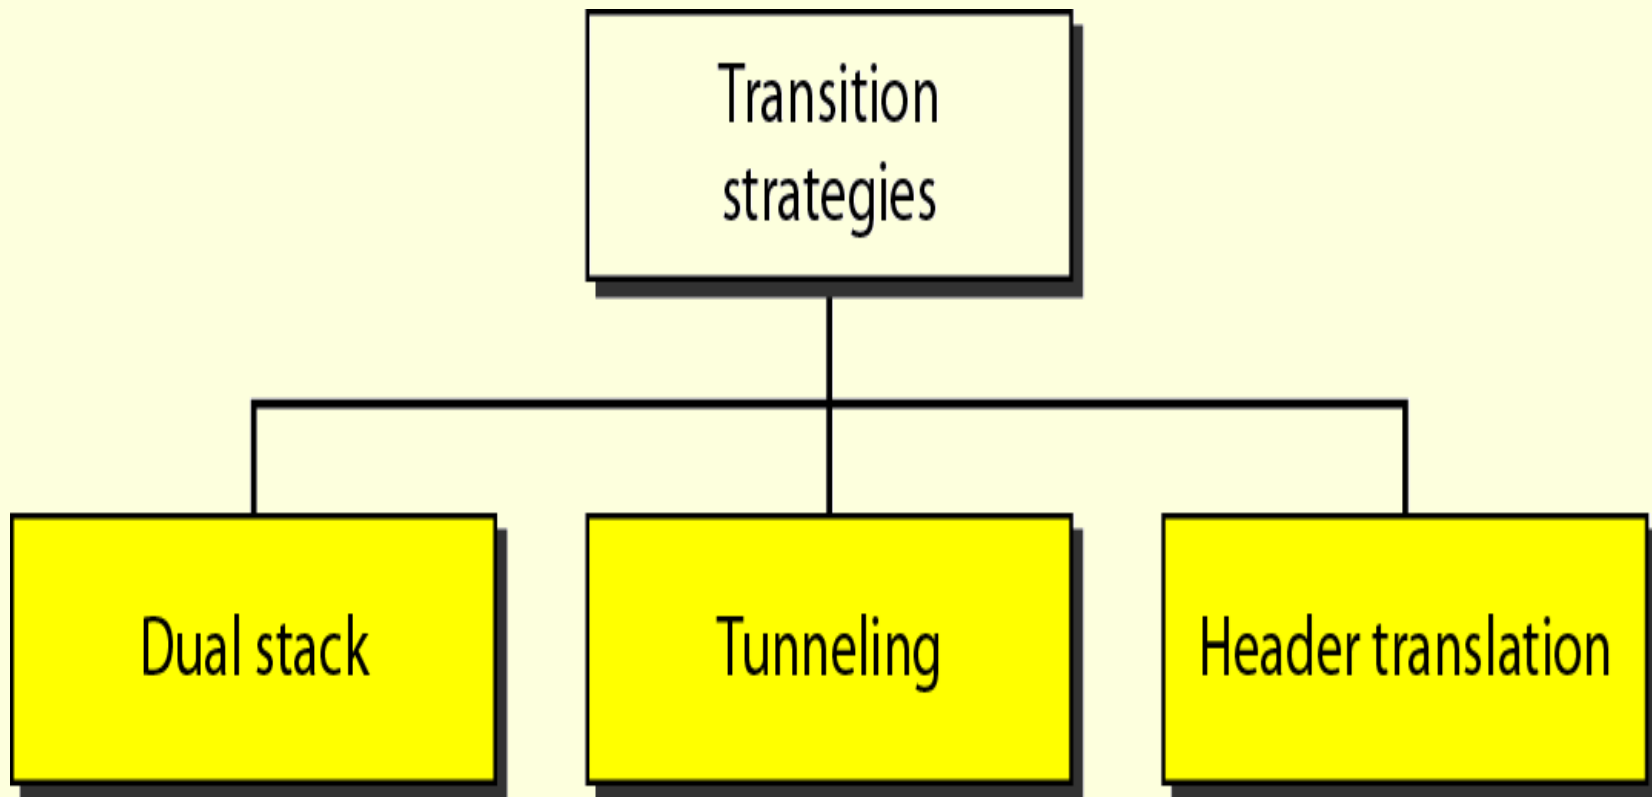 Transition
strategies
Dual stack
Tunneling
Header translation